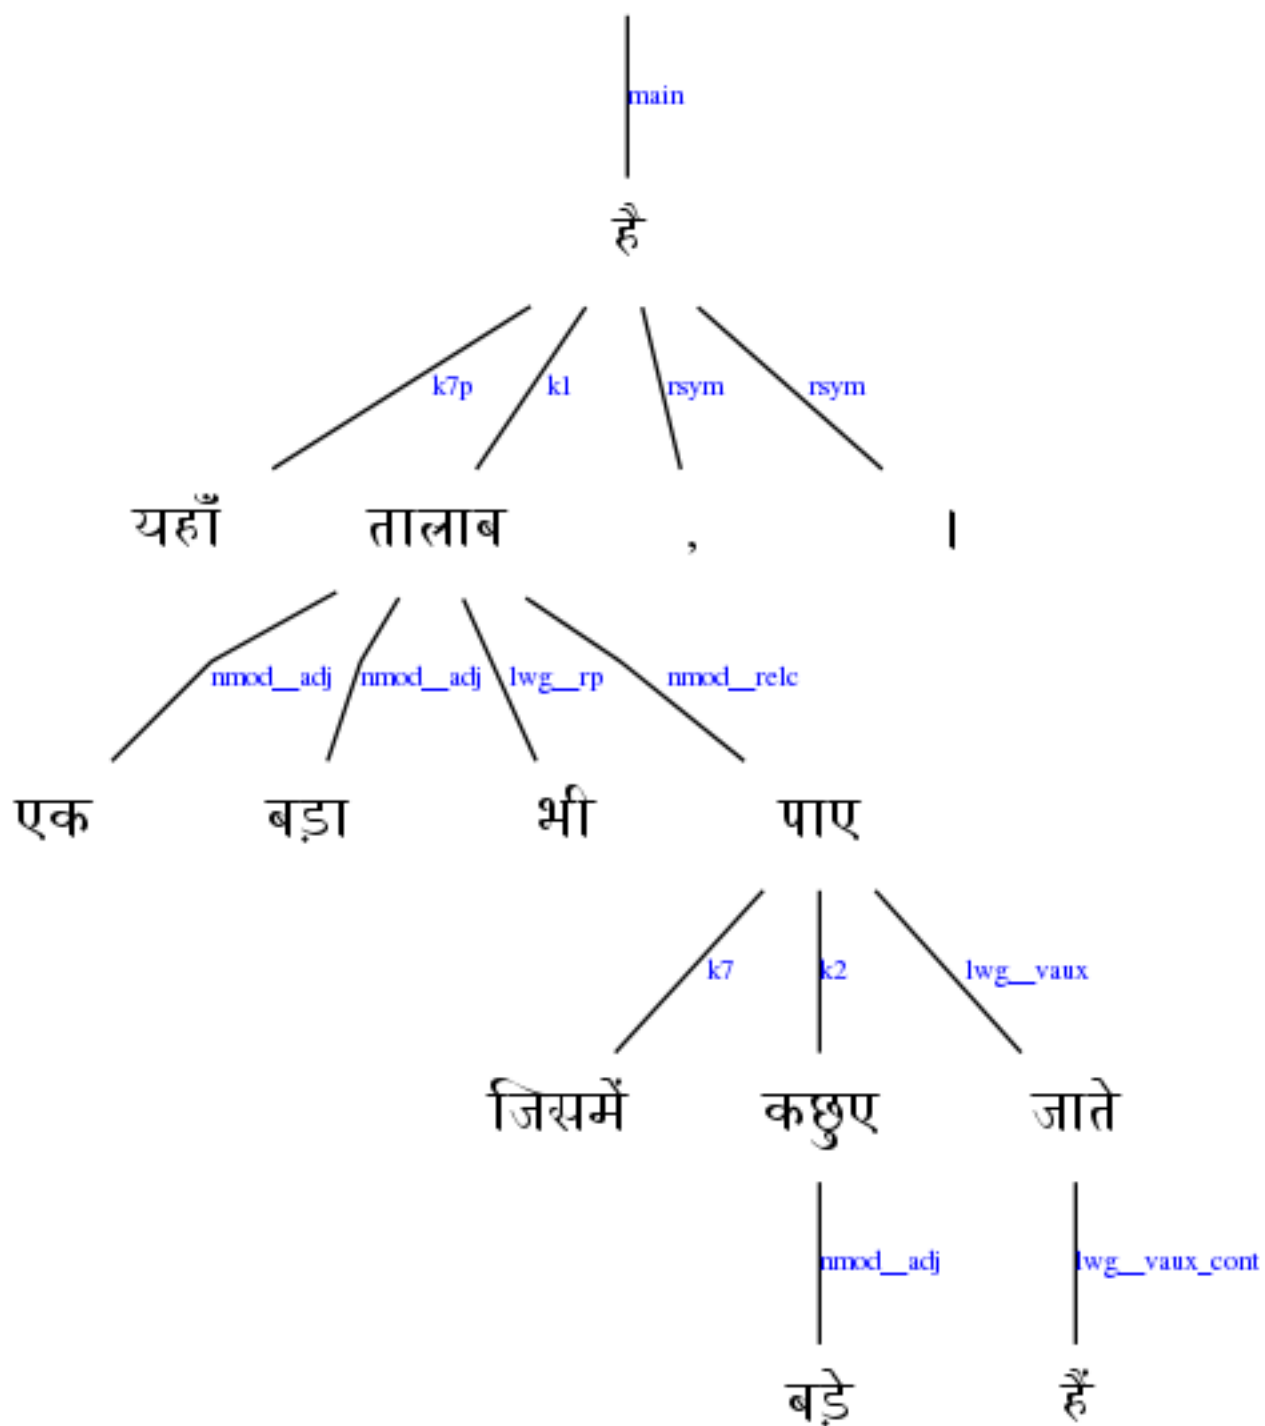 main
है
k7p k1 rsym rsym
यहाँ तालाब , ।
nmod__adj nmod__adj lwg__rp nmod__relc
एक बड़ा भी पाए
k7 k2 lwg__vaux
जिसमें कछुए जाते
nmod__adj lwg__vaux_cont
बड़े हैं